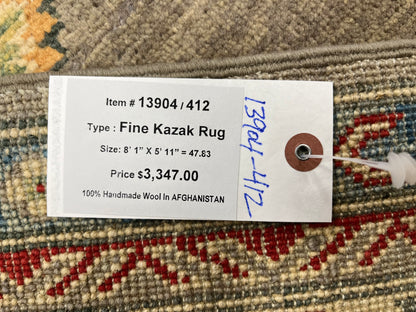 Item # 13904 / 412
Type : Fine Kazak Rug
Size: 8' 1" X 5' 11" = 47.83
Price $3,347.00
100% Handmade Wool In AFGHANISTAN
13904-412